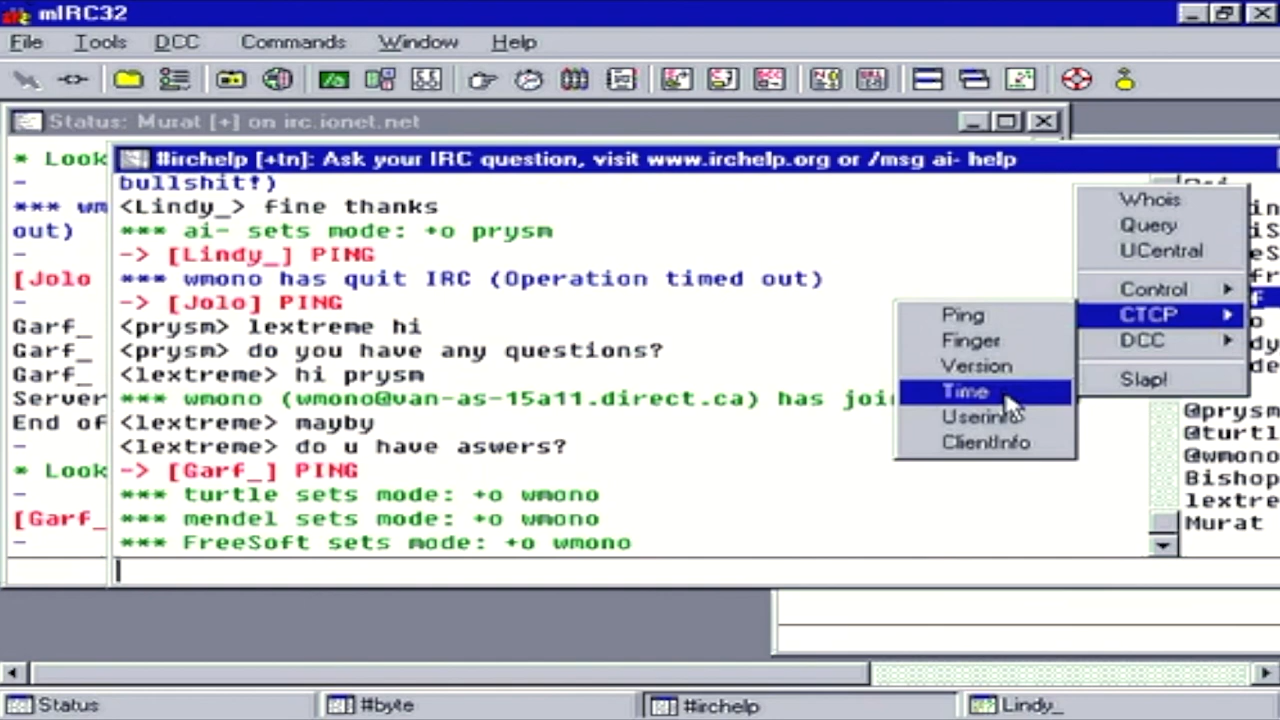 mIRC32
File Tools DCC Commands Window Help
Status: Murat [+] on irc.ionet.net
* Look
-
*** wm
out)
-
[Jolo
-
Garf_
Garf_
Garf_
Server
End of
-
* Look
-
[Garf_
-
#irchelp [+tn]: Ask your IRC question, visit www.irchelp.org or /msg ai- help
bullshit!)
<Lindy_> fine thanks
*** ai- sets mode: +o prysm
-> [Lindy_] PING
*** wmono has quit IRC (Operation timed out)
-> [Jolo] PING
<prysm> lextreme hi
<prysm> do you have any questions?
<lextreme> hi prysm
*** wmono (wmono@van-as-15a11.direct.ca) has joi
<lextreme> mayby
<lextreme> do u have aswers?
-> [Garf_] PING
*** turtle sets mode: +o wmono
*** mendel sets mode: +o wmono
*** FreeSoft sets mode: +o wmono
Whois
Query
UCentral
Control
CTCP
DCC
Slap!
Ping
Finger
Version
Time
Userinfo
ClientInfo
@prysm
@turtl
@wmono
Bishop
lextre
Murat
Status #byte #irchelp Lindy_